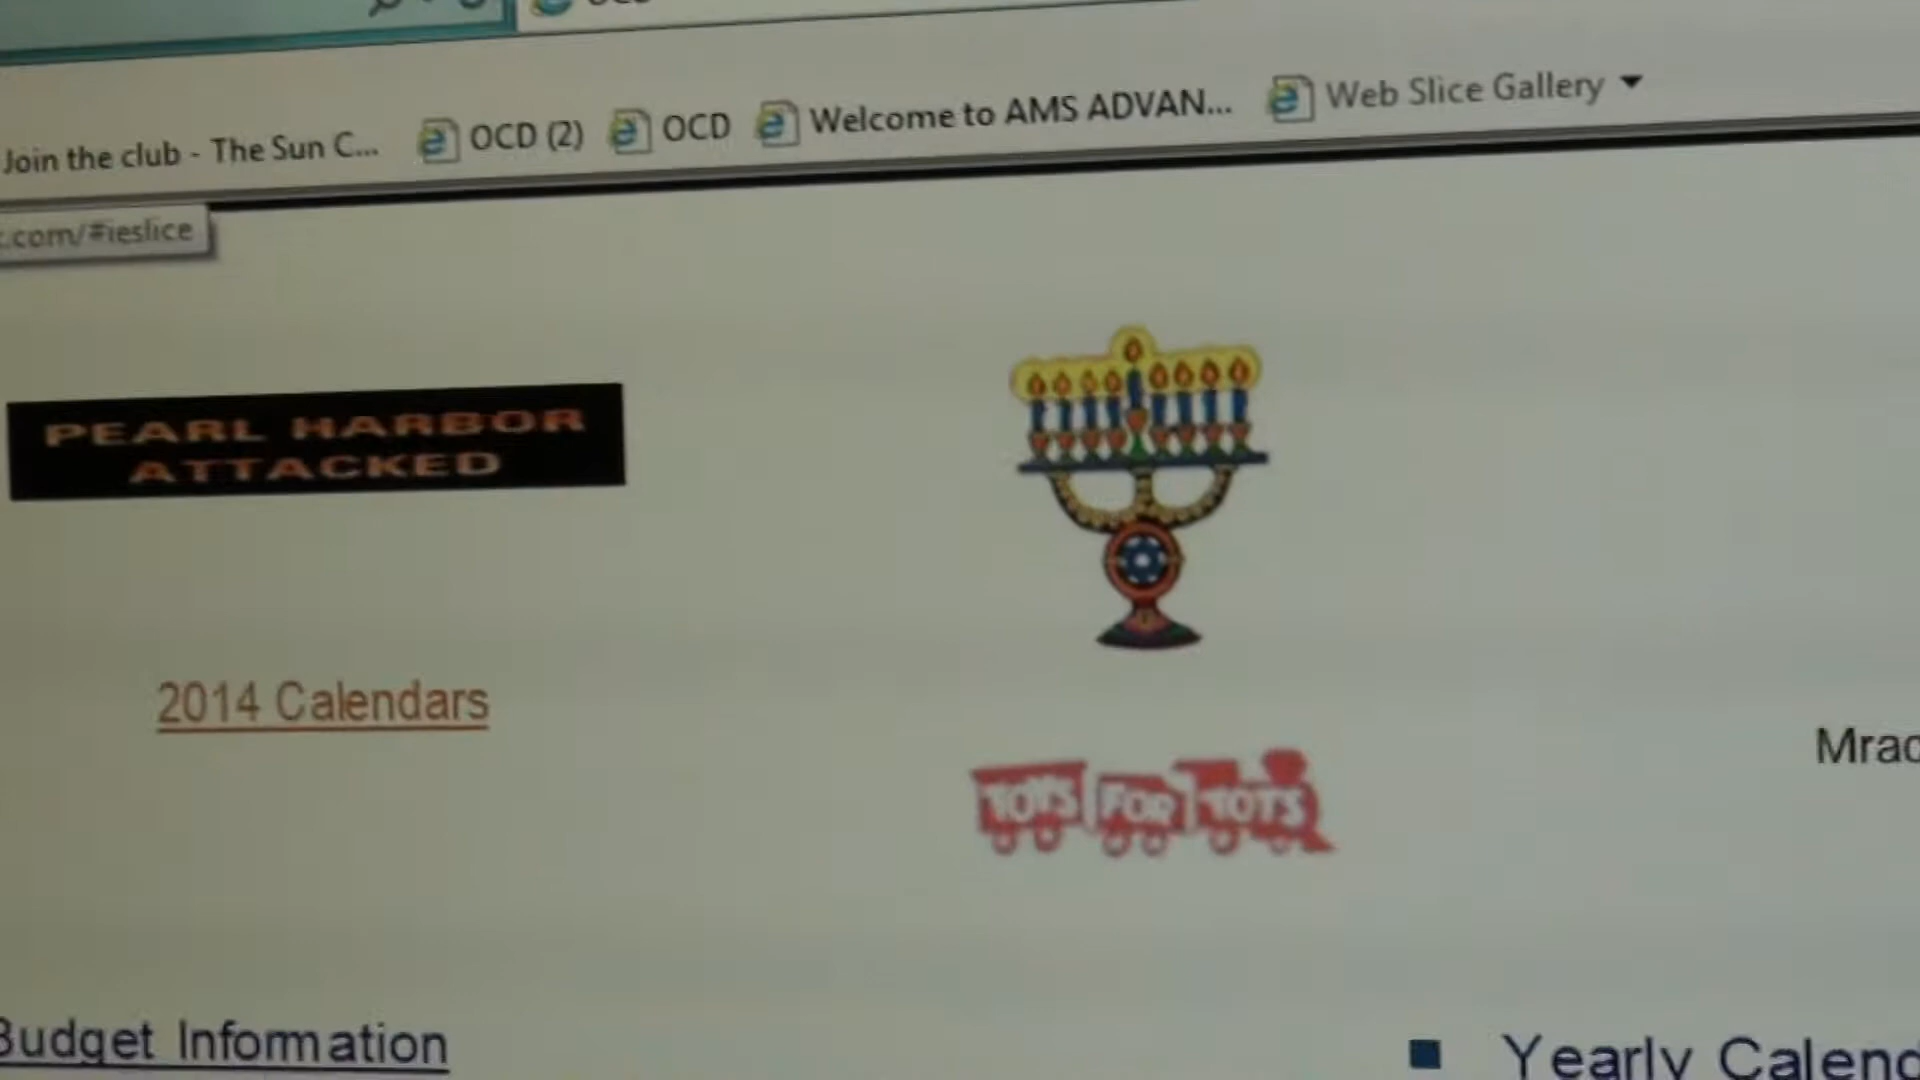 Join the club - The Sun C...
OCD (2)
OCD
Welcome to AMS ADVAN...
Web Slice Gallery
.com/#ieslice
PEARL HARBOR
ATTACKED
2014 Calendars
TOYS FOR TOTS
Mrac
Budget Information
Yearly Calend